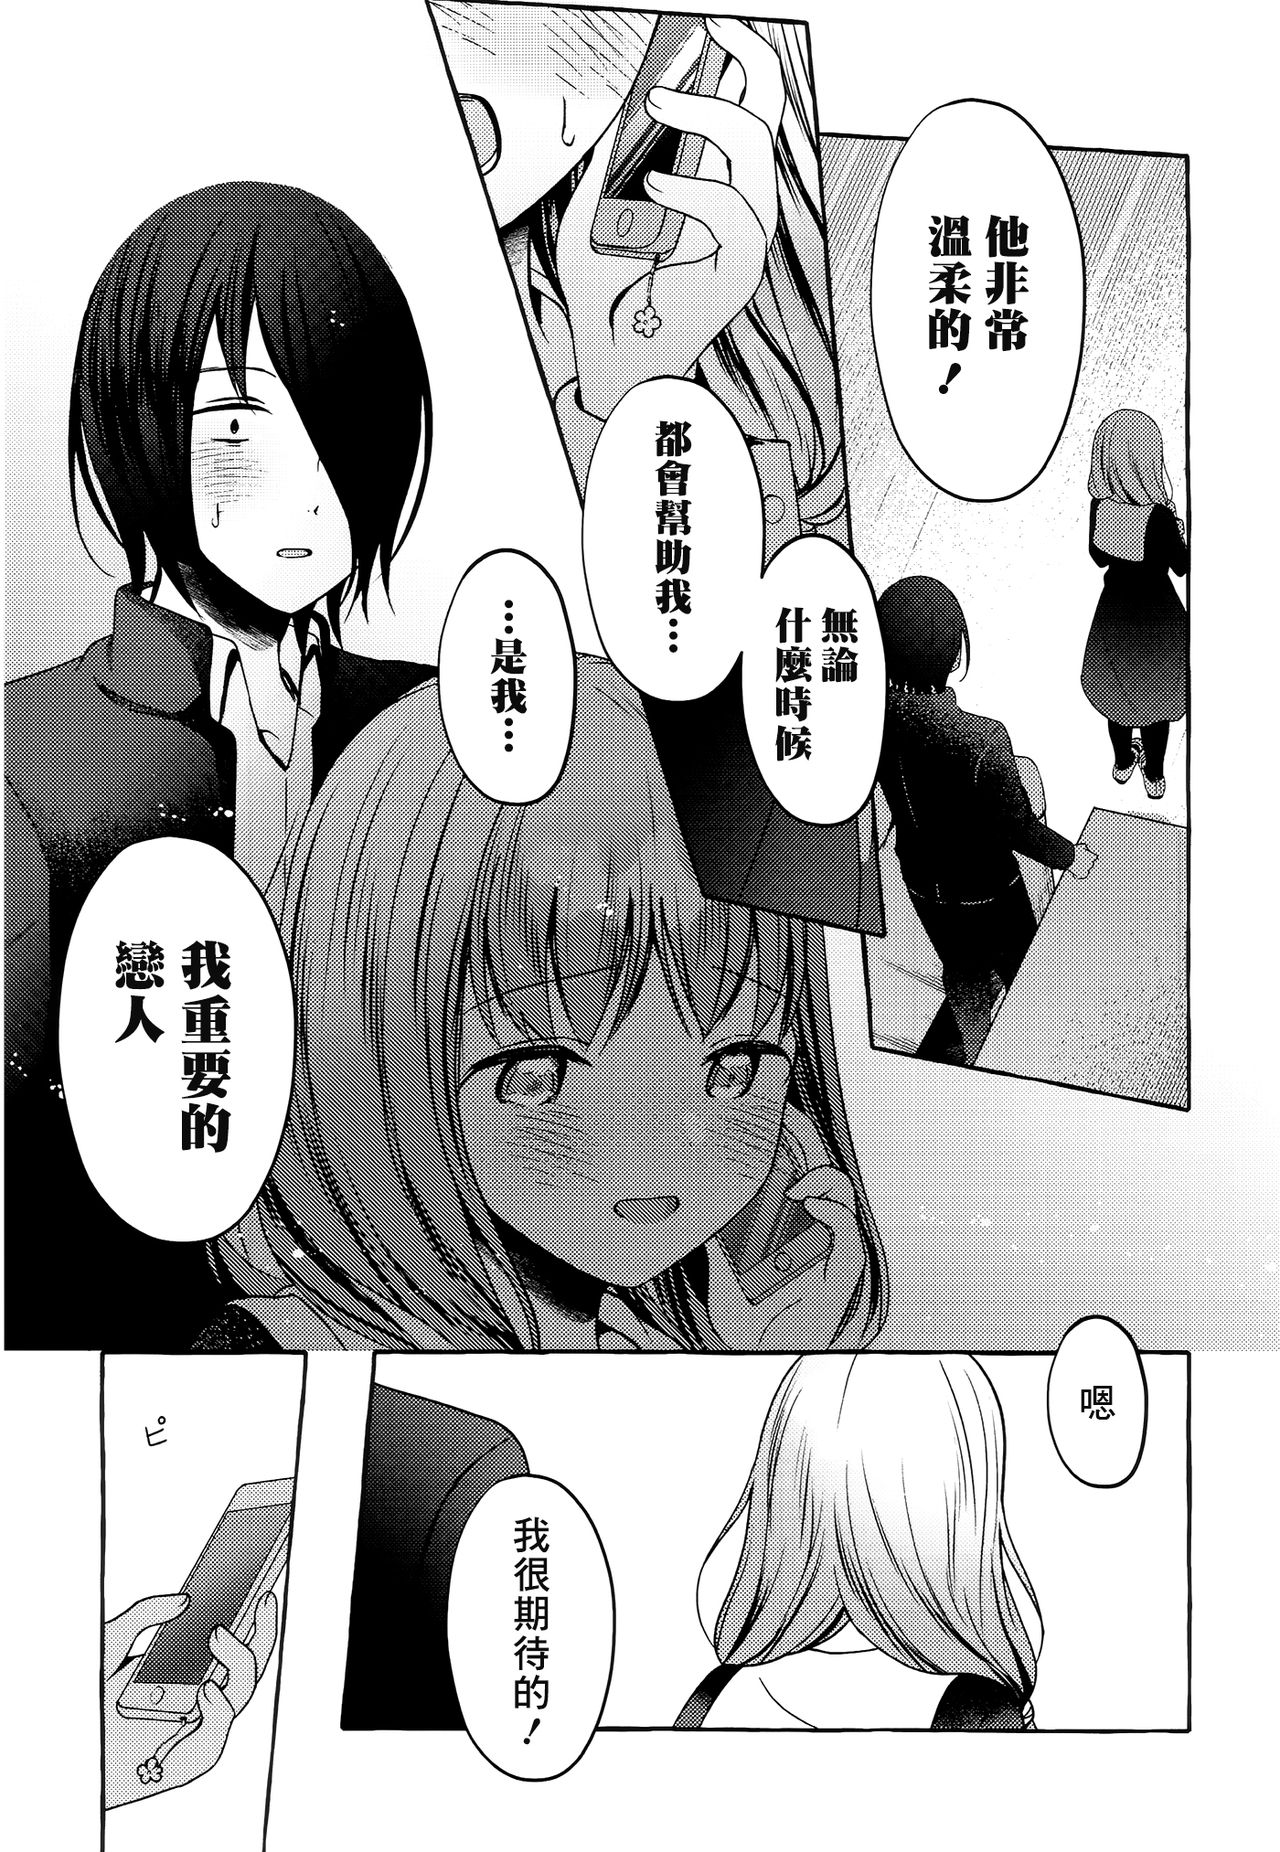 他非常
溫柔的！
無論
什麼時候
都會幫助我…
…是我…
我重要的
戀人
嗯
我很期待的！
ピ